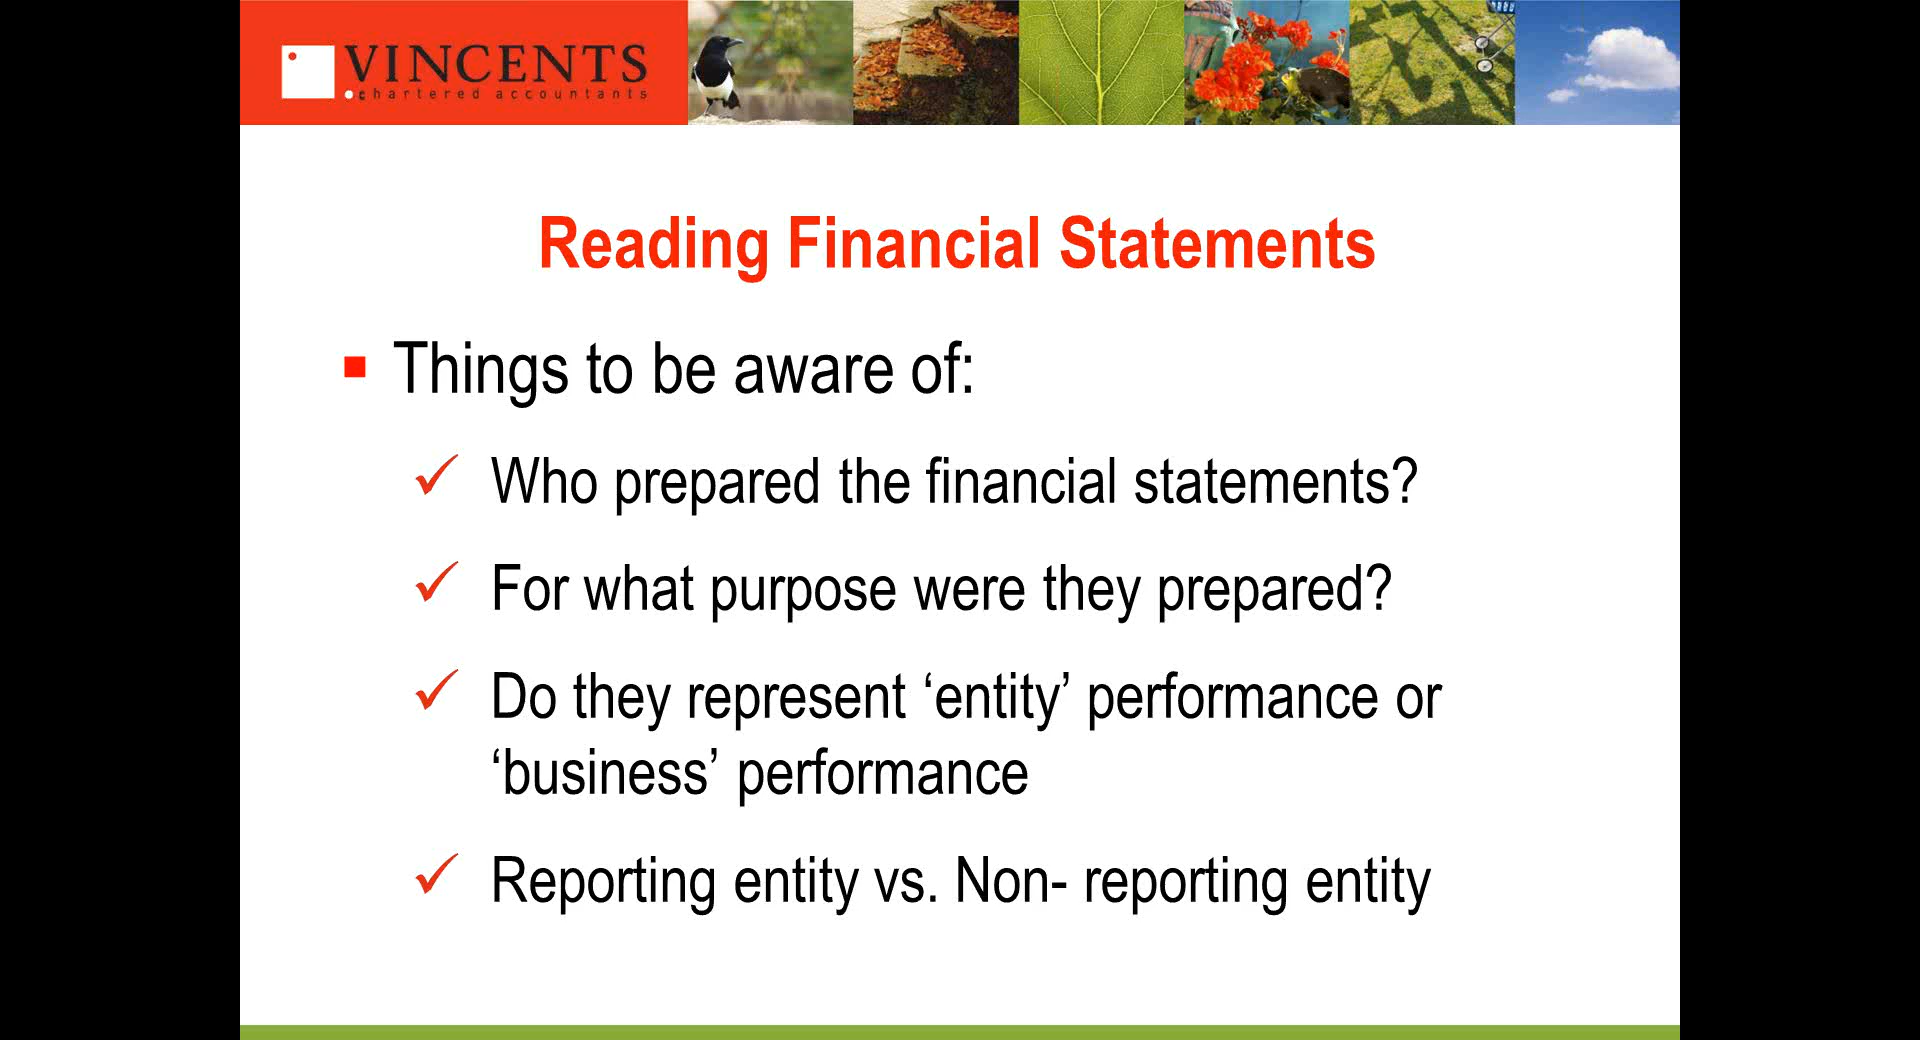 VINCENTS
chartered accountants
Reading Financial Statements
Things to be aware of:
Who prepared the financial statements?
For what purpose were they prepared?
Do they represent ‘entity’ performance or
‘business’ performance
Reporting entity vs. Non- reporting entity